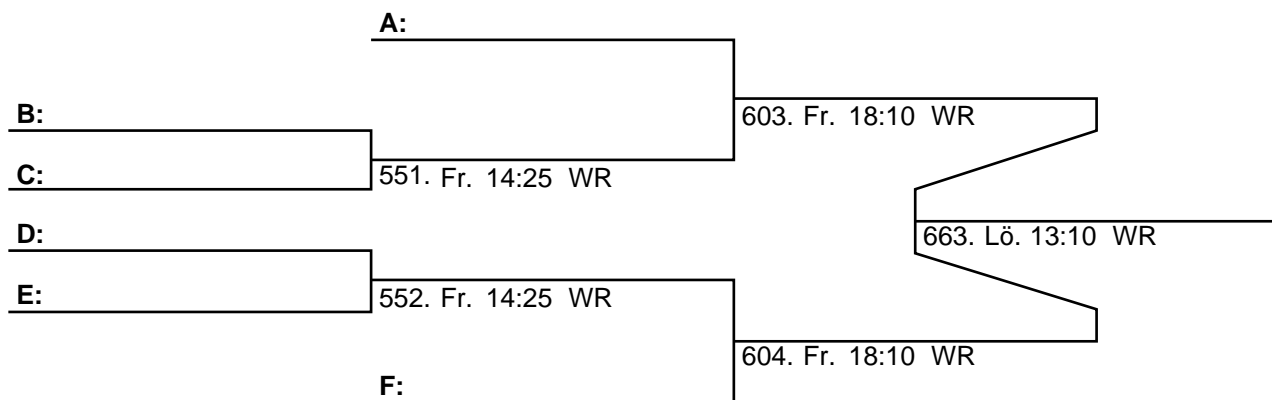 A:
B:
603. Fr. 18:10 WR
C:
551. Fr. 14:25 WR
D:
663. Lö. 13:10 WR
E:
552. Fr. 14:25 WR
604. Fr. 18:10 WR
F: